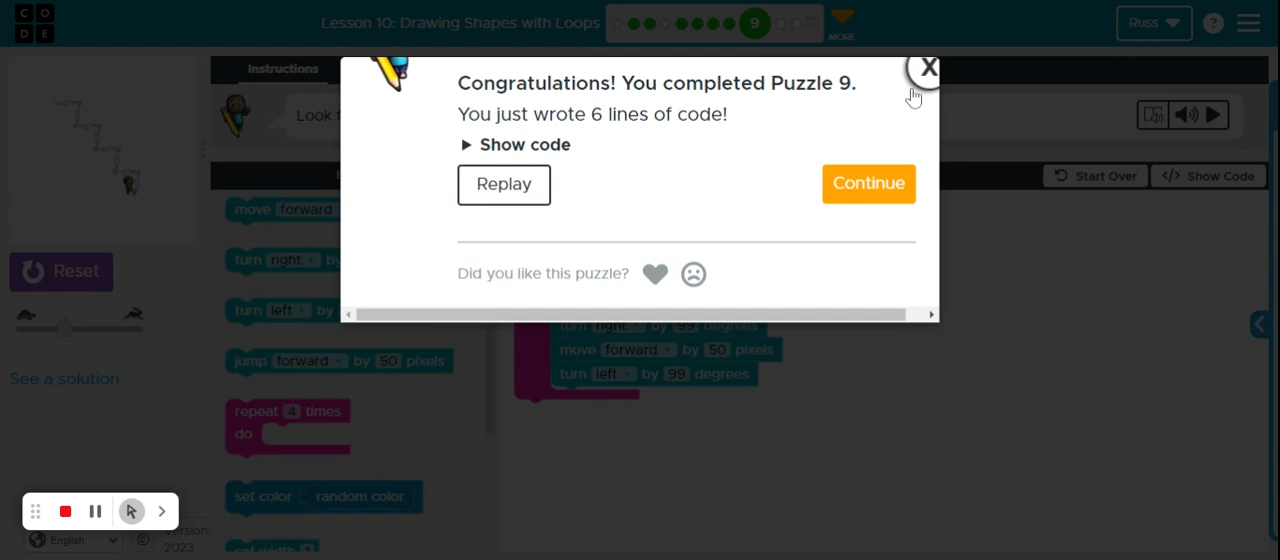 C O
D E
Lesson 10: Drawing Shapes with Loops
9
MORE
Russ
?
Instructions
Look
Congratulations! You completed Puzzle 9.
X
You just wrote 6 lines of code!
Show code
Replay
Continue
Did you like this puzzle?
Start Over
</> Show Code
move forward
turn right by
turn left by
jump forward by 50 pixels
repeat 4 times
do
set color random color
set width 1
Reset
See a solution
turn right by 99 degrees
move forward by 50 pixels
turn left by 99 degrees
English
©
Version:
2023